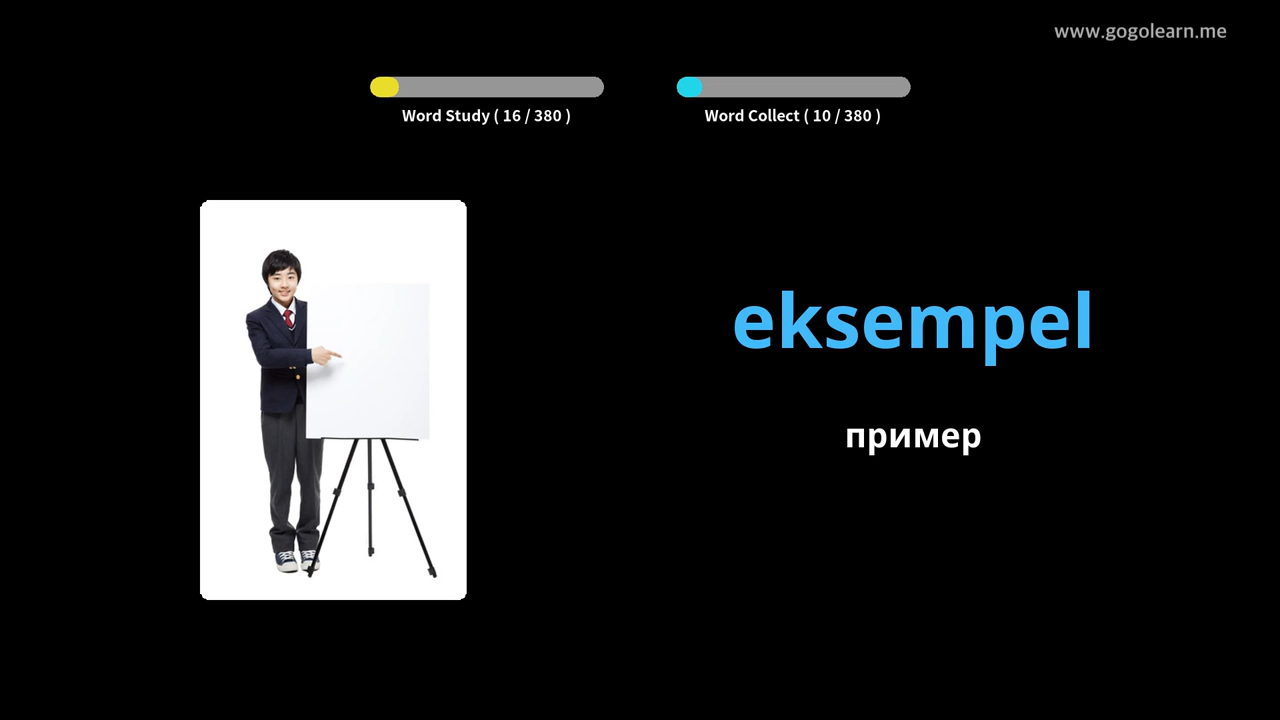 www.gogolearn.me
Word Study ( 16 / 380 )
Word Collect ( 10 / 380 )
eksempel
пример